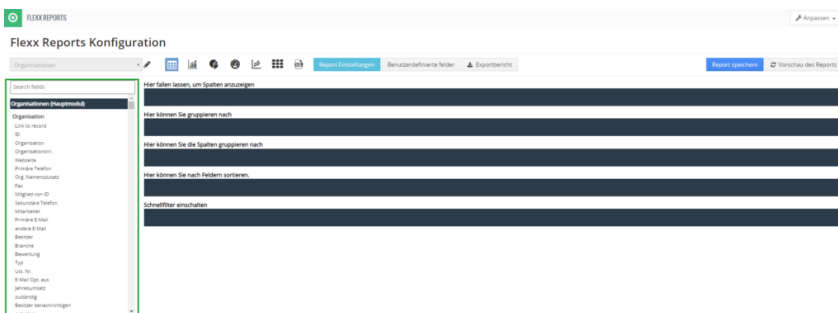 FLEXX REPORTS
Anpassen
Flexx Reports Konfiguration
Organisationen
Report Einstellungen
Benutzerdefinierte felder
Exportbericht
Report speichern
Vorschau des Reports
Search fields
Organisationen (Hauptmodul)
Organisation
Link to record
ID
Organisation
Organisationsnr.
Webseite
Primäre Telefon
Org. Namenszusatz
Fax
Mitglied von ID
Sekundäre Telefon
Mitarbeiter
Primäre E-Mail
andere E-Mail
Besitzer
Branche
Bewertung
Typ
Ust. Nr.
E-Mail Opt. aus
Jahresumsatz
zuständig
Besitzer benachrichtigen
Hier fallen lassen, um Spalten anzuzeigen
Hier können Sie gruppieren nach
Hier können Sie die Spalten gruppieren nach
Hier können Sie nach Feldern sortieren.
Schnellfilter einschalten